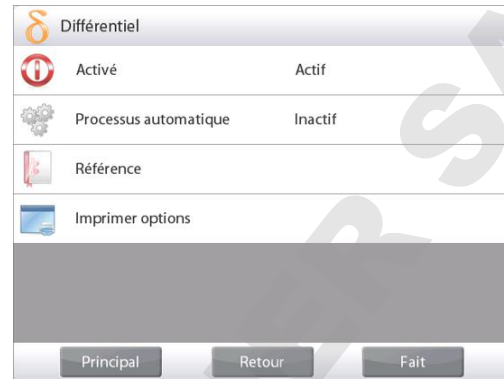 δ Différentiel
Activé Actif
Processus automatique Inactif
Référence
Imprimer options
Principal Retour Fait